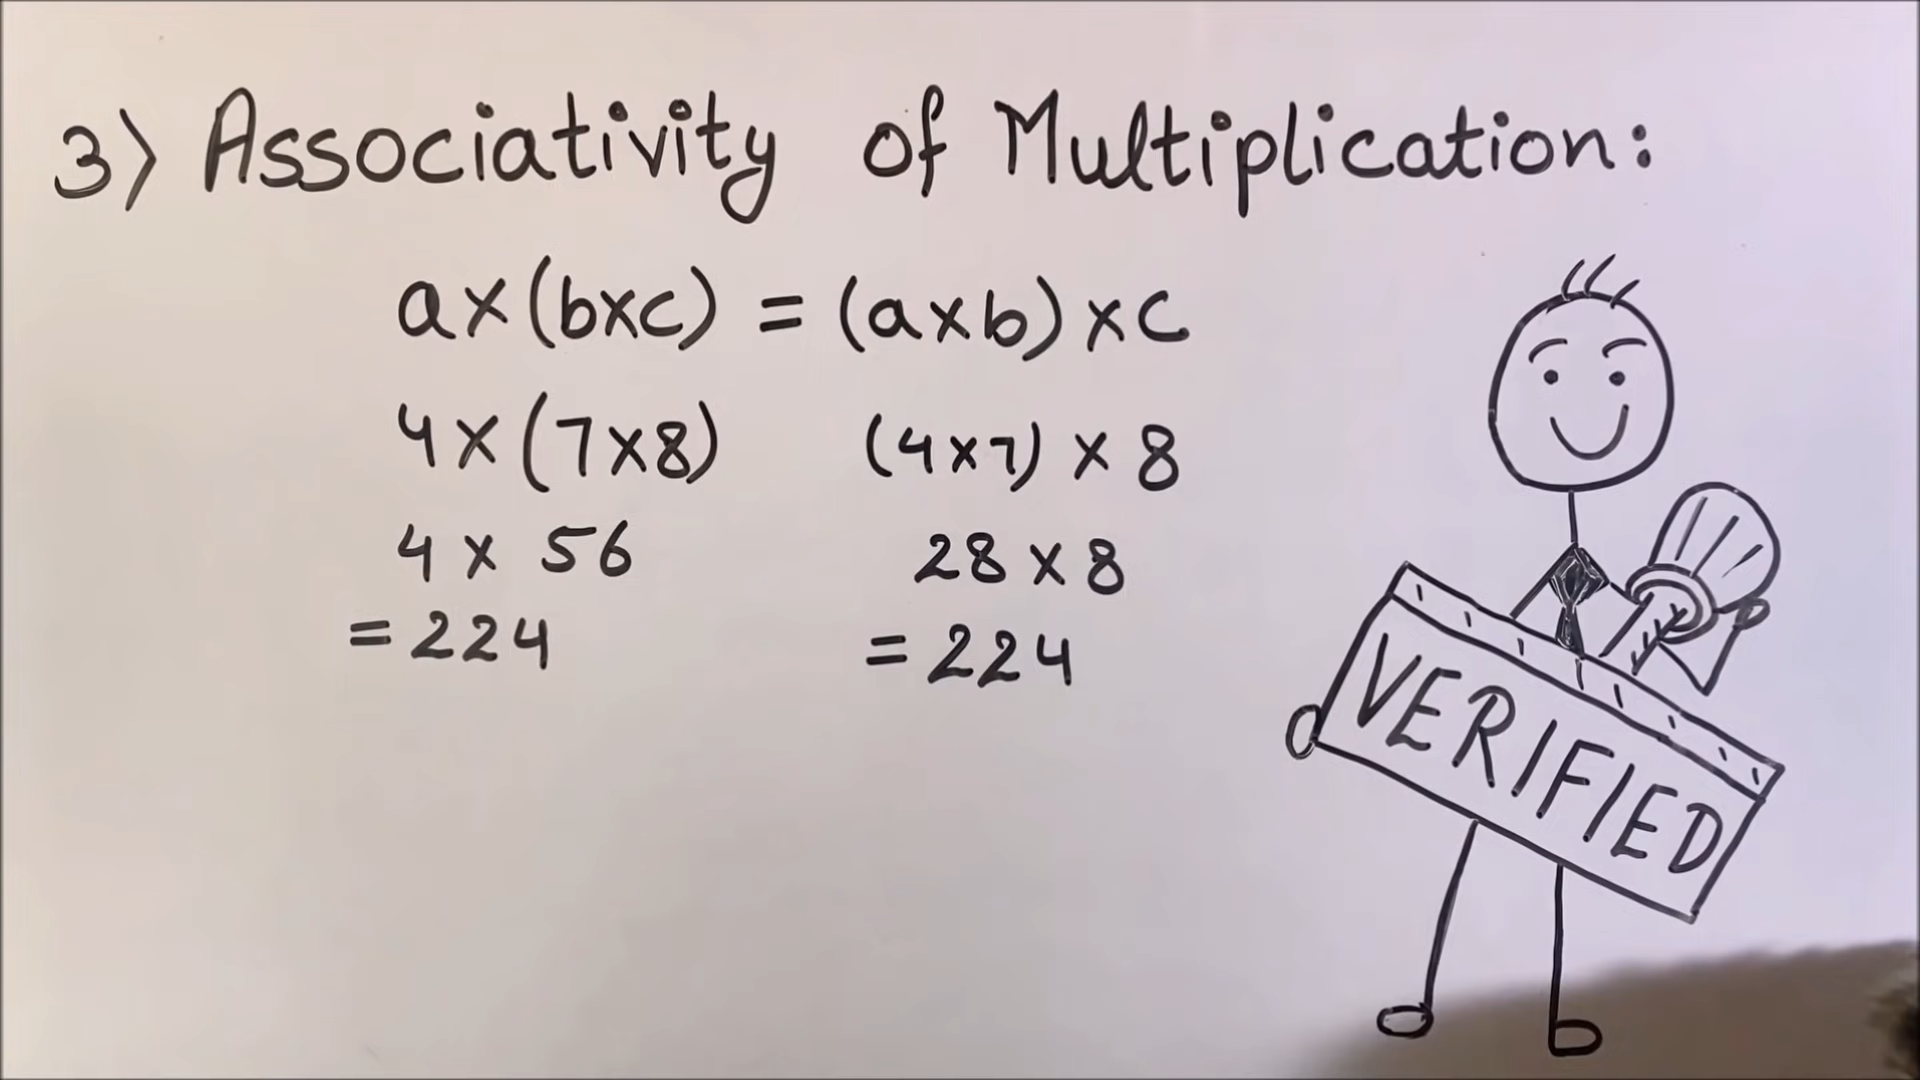 3) Associativity of Multiplication:
a×(b×c) = (a×b)×c
4×(7×8) (4×7)×8
4 × 56 28×8
=224 =224
VERIFIED